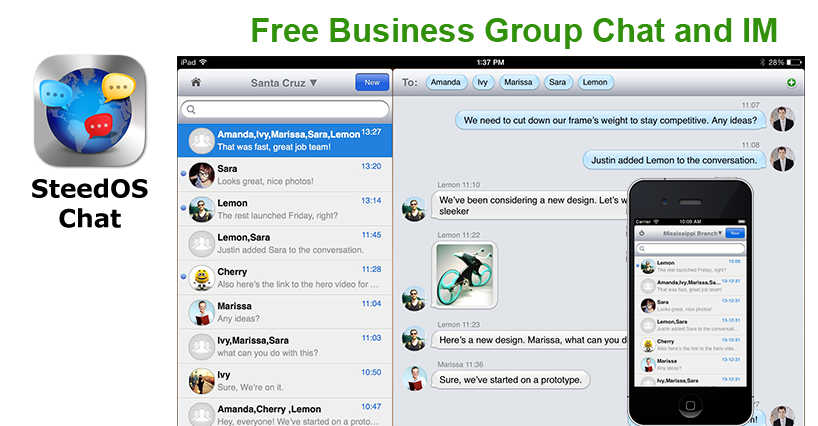 Free Business Group Chat and IM
SteedOS
Chat
iPad
1:37 PM
28%
Santa Cruz ▼
New
To:
Amanda
Ivy
Marissa
Sara
Lemon
Amanda,Ivy,Marissa,Sara,Lemon 13:27
That was fast, great job team!
Sara 13:20
Looks great, nice photos!
Lemon 13:14
The rest launched Friday, right?
Lemon,Sara 11:45
Justin added Sara to the conversation.
Cherry 11:28
Also here's the link to the hero video for ...
Marissa 11:04
Any ideas?
Ivy,Marissa,Sara 11:03
what can you do with this?
Ivy 10:50
Sure, We're on it.
Amanda,Cherry ,Lemon 10:47
Hey, everyone! We've started on a proto...
11:07
We need to cut down our frame's weight to stay competitive. Any ideas?
11:08
Justin added Lemon to the conversation.
Lemon 11:10
We've been considering a new design. Let's
sleeker
Lemon 11:22
Lemon 11:23
Here's a new design. Marissa, what can you
Marissa 11:36
Sure, we've started on a prototype.
Carrier
10:09 AM
Mississippi Branch▼
New
Lemon 10:05
The rest launched Friday, right?
Amanda,Ivy,Marissa,S... 13-12-31
That was fast, great job team!
Sara 13-12-31
Looks great, nice photos!
Lemon,Sara 13-12-31
Justin added Sara to the conversat...
Cherry 13-12-31
Also here's the link to the hero vide...
Marissa 13-12-31
Any ideas?
Ivy,Marissa,Sara 13-12-31